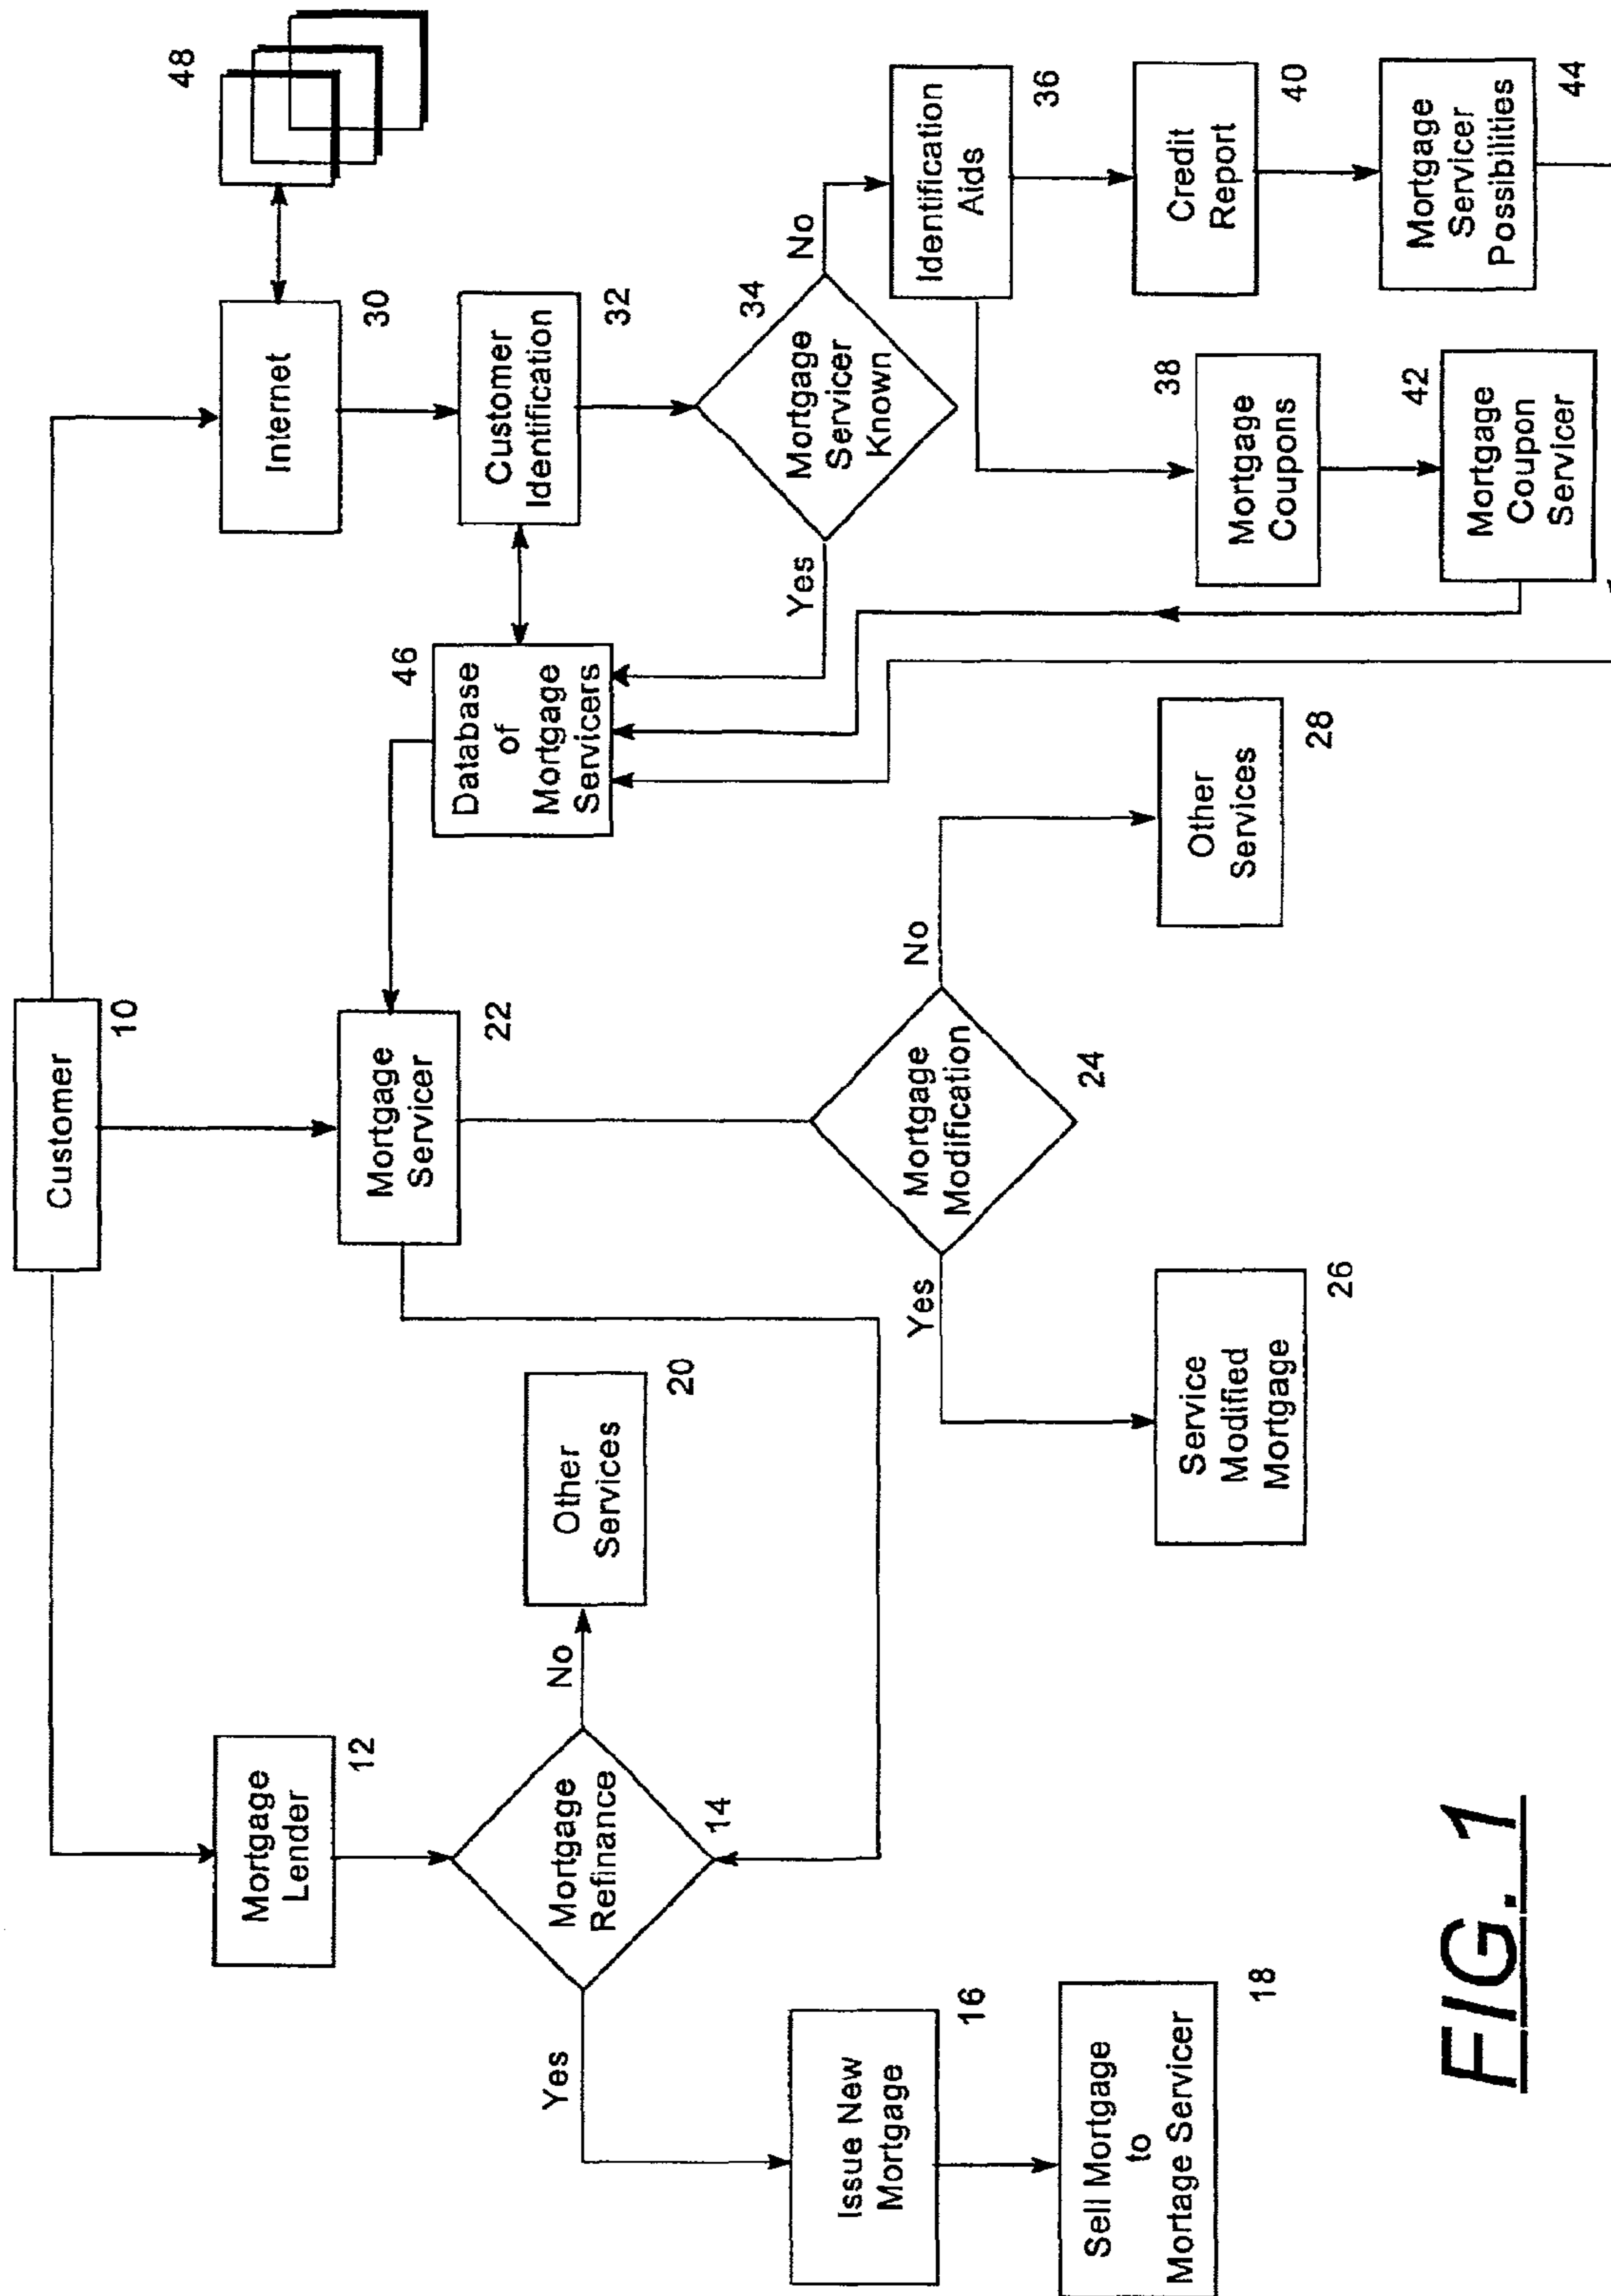 Customer
10
Mortgage
Lender
12
Mortgage
Refinance
14
Yes
No
Other
Services
20
Issue New
Mortgage
16
Sell Mortgage
to
Mortage Servicer
18
Mortgage
Servicer
22
Mortgage
Modification
24
Yes
No
Service
Modified
Mortgage
26
Other
Services
28
Internet
30
48
Customer
Identification
32
Database
of
Mortgage
Servicers
46
Mortgage
Servicer
Known
34
Yes
No
Identification
Aids
36
Mortgage
Coupons
38
Credit
Report
40
Mortgage
Coupon
Servicer
42
Mortgage
Servicer
Possibilities
44
FIG. 1